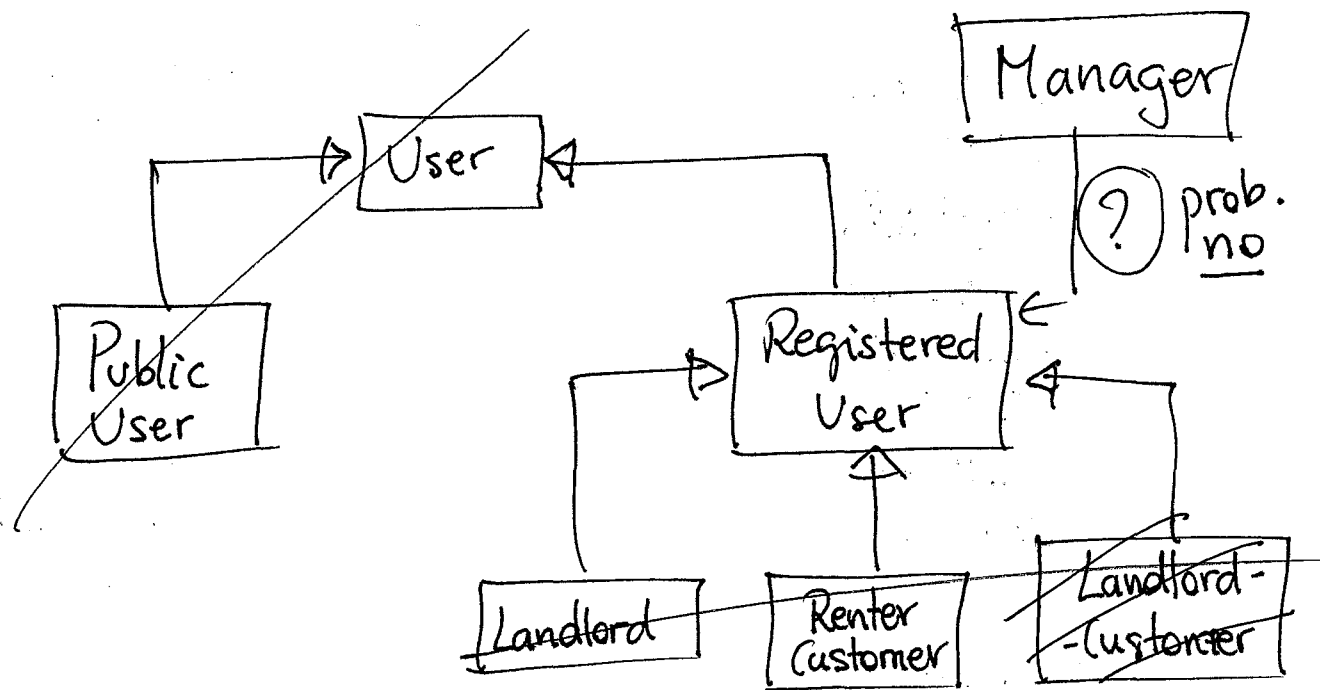 Manager
User
?
prob.
no
Public
User
Registered
User
Landlord
Renter
Customer
Landlord-
-Customer